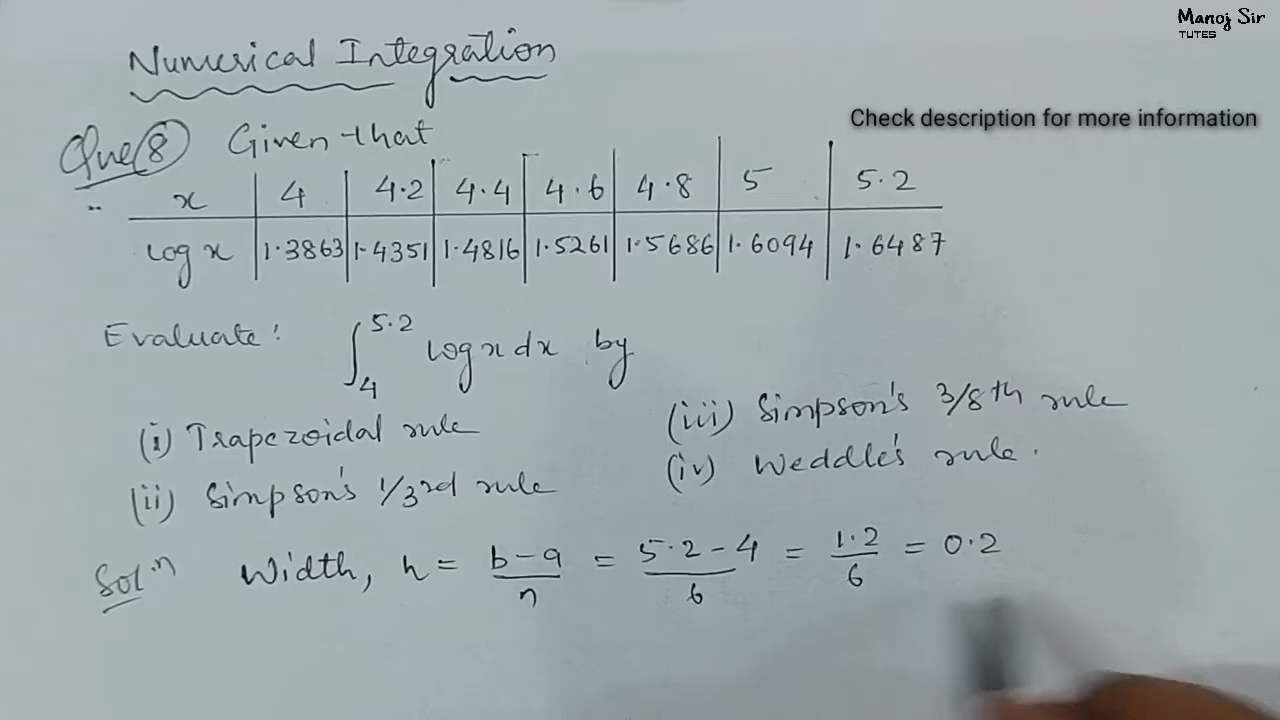 Manoj Sir
TUTES
Numerical Integration
Check description for more information
Que 8 Given that
x | 4 | 4.2 | 4.4 | 4.6 | 4.8 | 5 | 5.2
log x | 1.3863 | 1.4351 | 1.4816 | 1.5261 | 1.5686 | 1.6094 | 1.6487
Evaluate: ∫₄^5.2 log x dx by
(i) Trapezoidal rule
(ii) Simpson's 1/3rd rule
(iii) Simpson's 3/8th rule
(iv) Weddle's rule.
Solⁿ Width, h = b-a/n = 5.2-4/6 = 1.2/6 = 0.2